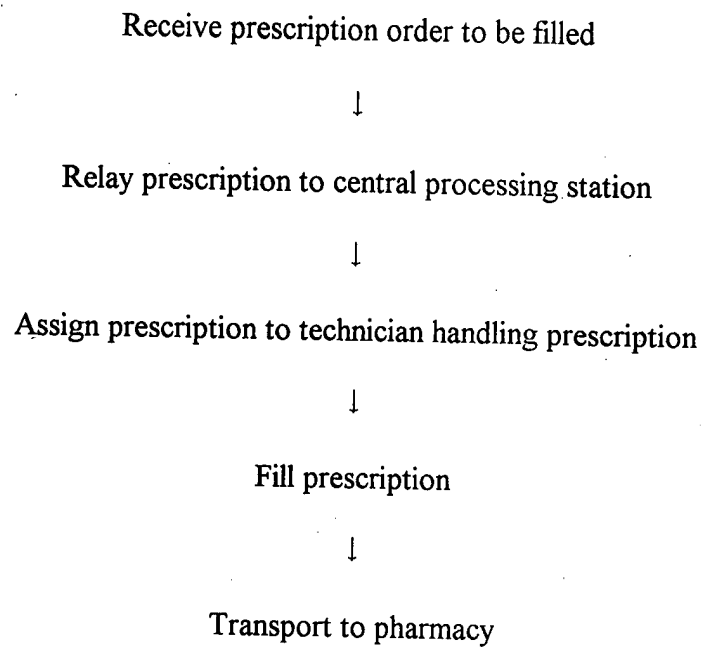 Receive prescription order to be filled
↓
Relay prescription to central processing station
↓
Assign prescription to technician handling prescription
↓
Fill prescription
↓
Transport to pharmacy